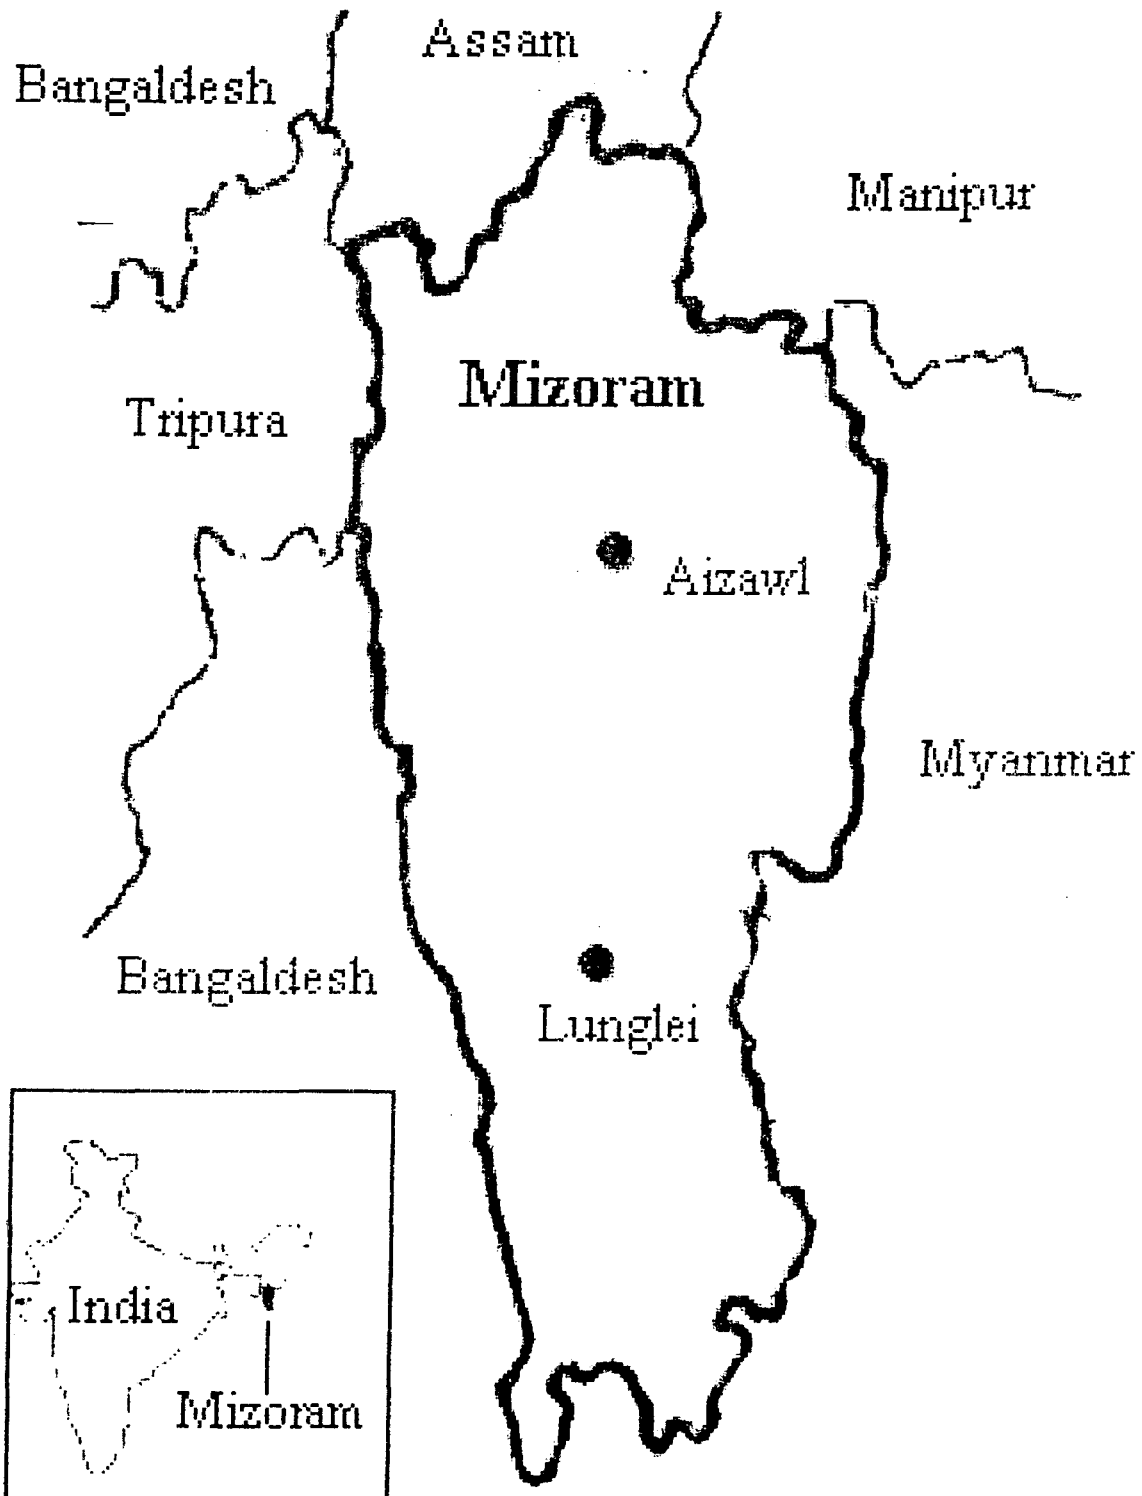 Assam
Bangaldesh
Manipur
Mizoram
Tripura
Aizawl
Myanmar
Bangaldesh
Lunglei
India
Mizoram